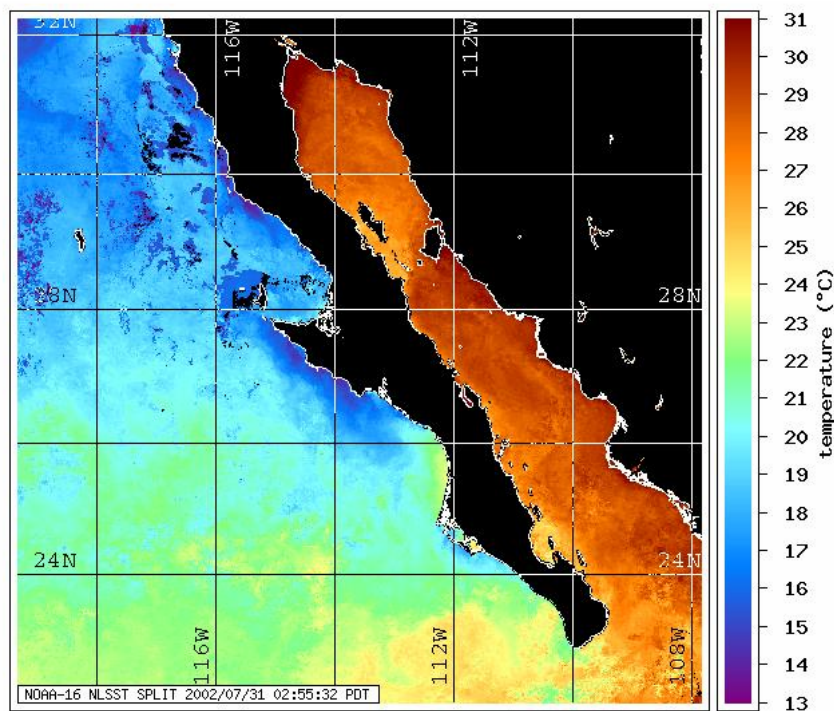 32N
116W
112W
28N
28N
24N
24N
116W
112W
108W
NOAA-16 NLSST SPLIT 2002/07/31 02:55:32 PDT
31
30
29
28
27
26
25
24
23
22
21
20
19
18
17
16
15
14
13
temperature (°C)